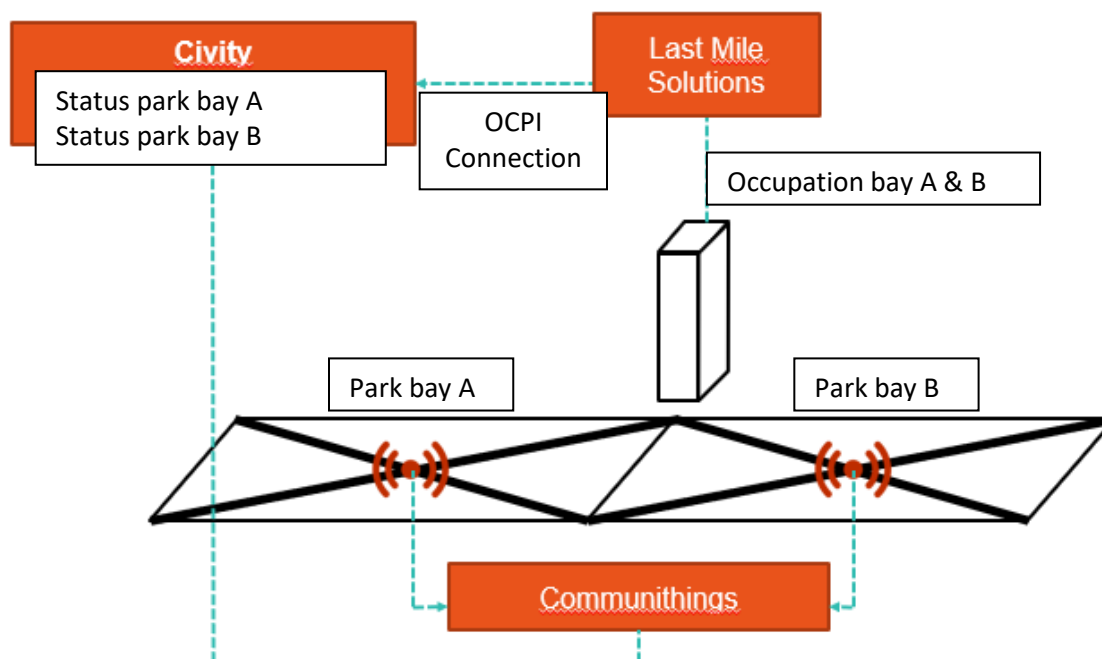 Civity
Status park bay A
Status park bay B
Last Mile
Solutions
OCPI
Connection
Occupation bay A & B
Park bay A
Park bay B
Communithings